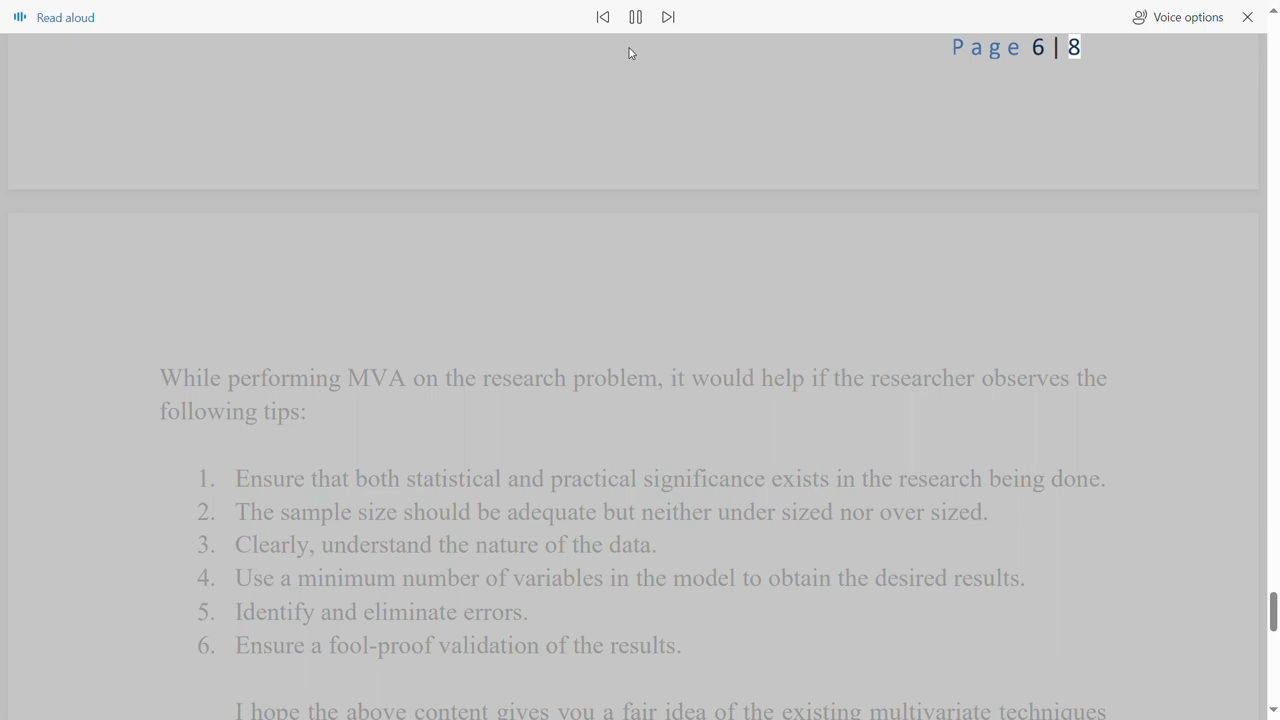 Read aloud
Voice options
Page 6 | 8
While performing MVA on the research problem, it would help if the researcher observes the
following tips:
1. Ensure that both statistical and practical significance exists in the research being done.
2. The sample size should be adequate but neither under sized nor over sized.
3. Clearly, understand the nature of the data.
4. Use a minimum number of variables in the model to obtain the desired results.
5. Identify and eliminate errors.
6. Ensure a fool-proof validation of the results.
I hope the above content gives you a fair idea of the existing multivariate techniques